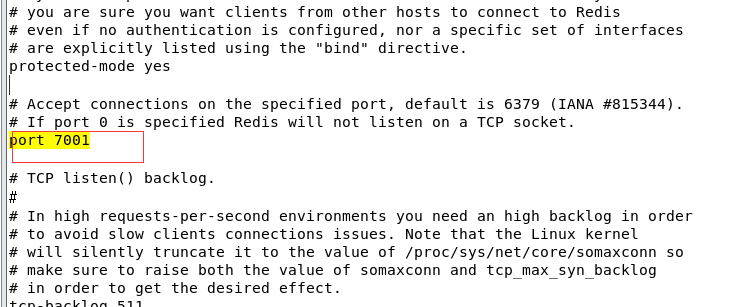 # you are sure you want clients from other hosts to connect to Redis
# even if no authentication is configured, nor a specific set of interfaces
# are explicitly listed using the "bind" directive.
protected-mode yes
# Accept connections on the specified port, default is 6379 (IANA #815344).
# If port 0 is specified Redis will not listen on a TCP socket.
port 7001
# TCP listen() backlog.
#
# In high requests-per-second environments you need an high backlog in order
# to avoid slow clients connections issues. Note that the Linux kernel
# will silently truncate it to the value of /proc/sys/net/core/somaxconn so
# make sure to raise both the value of somaxconn and tcp_max_syn_backlog
# in order to get the desired effect.
tcp-backlog 511